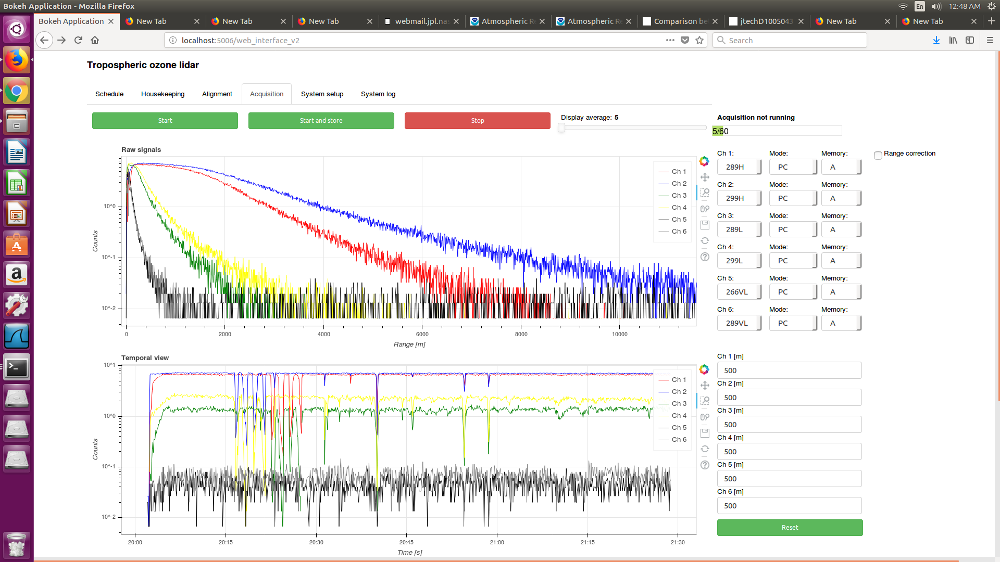 Bokeh Application - Mozilla Firefox
En
12:48 AM
Bokeh Application
New Tab
New Tab
New Tab
webmail.jpl.nas
Atmospheric Re
Atmospheric Re
Comparison be
jtechD1005043
New Tab
New Tab
localhost:5006/web_interface_v2
Search
Tropospheric ozone lidar
Schedule
Housekeeping
Alignment
Acquisition
System setup
System log
Start
Start and store
Stop
Display average: 5
Acquisition not running
5/60
Raw signals
10^0
10^-1
10^-2
Counts
0
2000
4000
6000
8000
10000
Range [m]
Ch 1
Ch 2
Ch 3
Ch 4
Ch 5
Ch 6
Ch 1: Mode: Memory:
289H PC A
Range correction
Ch 2: Mode: Memory:
299H PC A
Ch 3: Mode: Memory:
289L PC A
Ch 4: Mode: Memory:
299L PC A
Ch 5: Mode: Memory:
266VL PC A
Ch 6: Mode: Memory:
289VL PC A
Temporal view
10^1
10^0
10^-1
10^-2
Counts
20:00
20:15
20:30
20:45
21:00
21:15
21:30
Time [s]
Ch 1
Ch 2
Ch 3
Ch 4
Ch 5
Ch 6
Ch 1 [m]
500
Ch 2 [m]
500
Ch 3 [m]
500
Ch 4 [m]
500
Ch 5 [m]
500
Ch 6 [m]
500
Reset